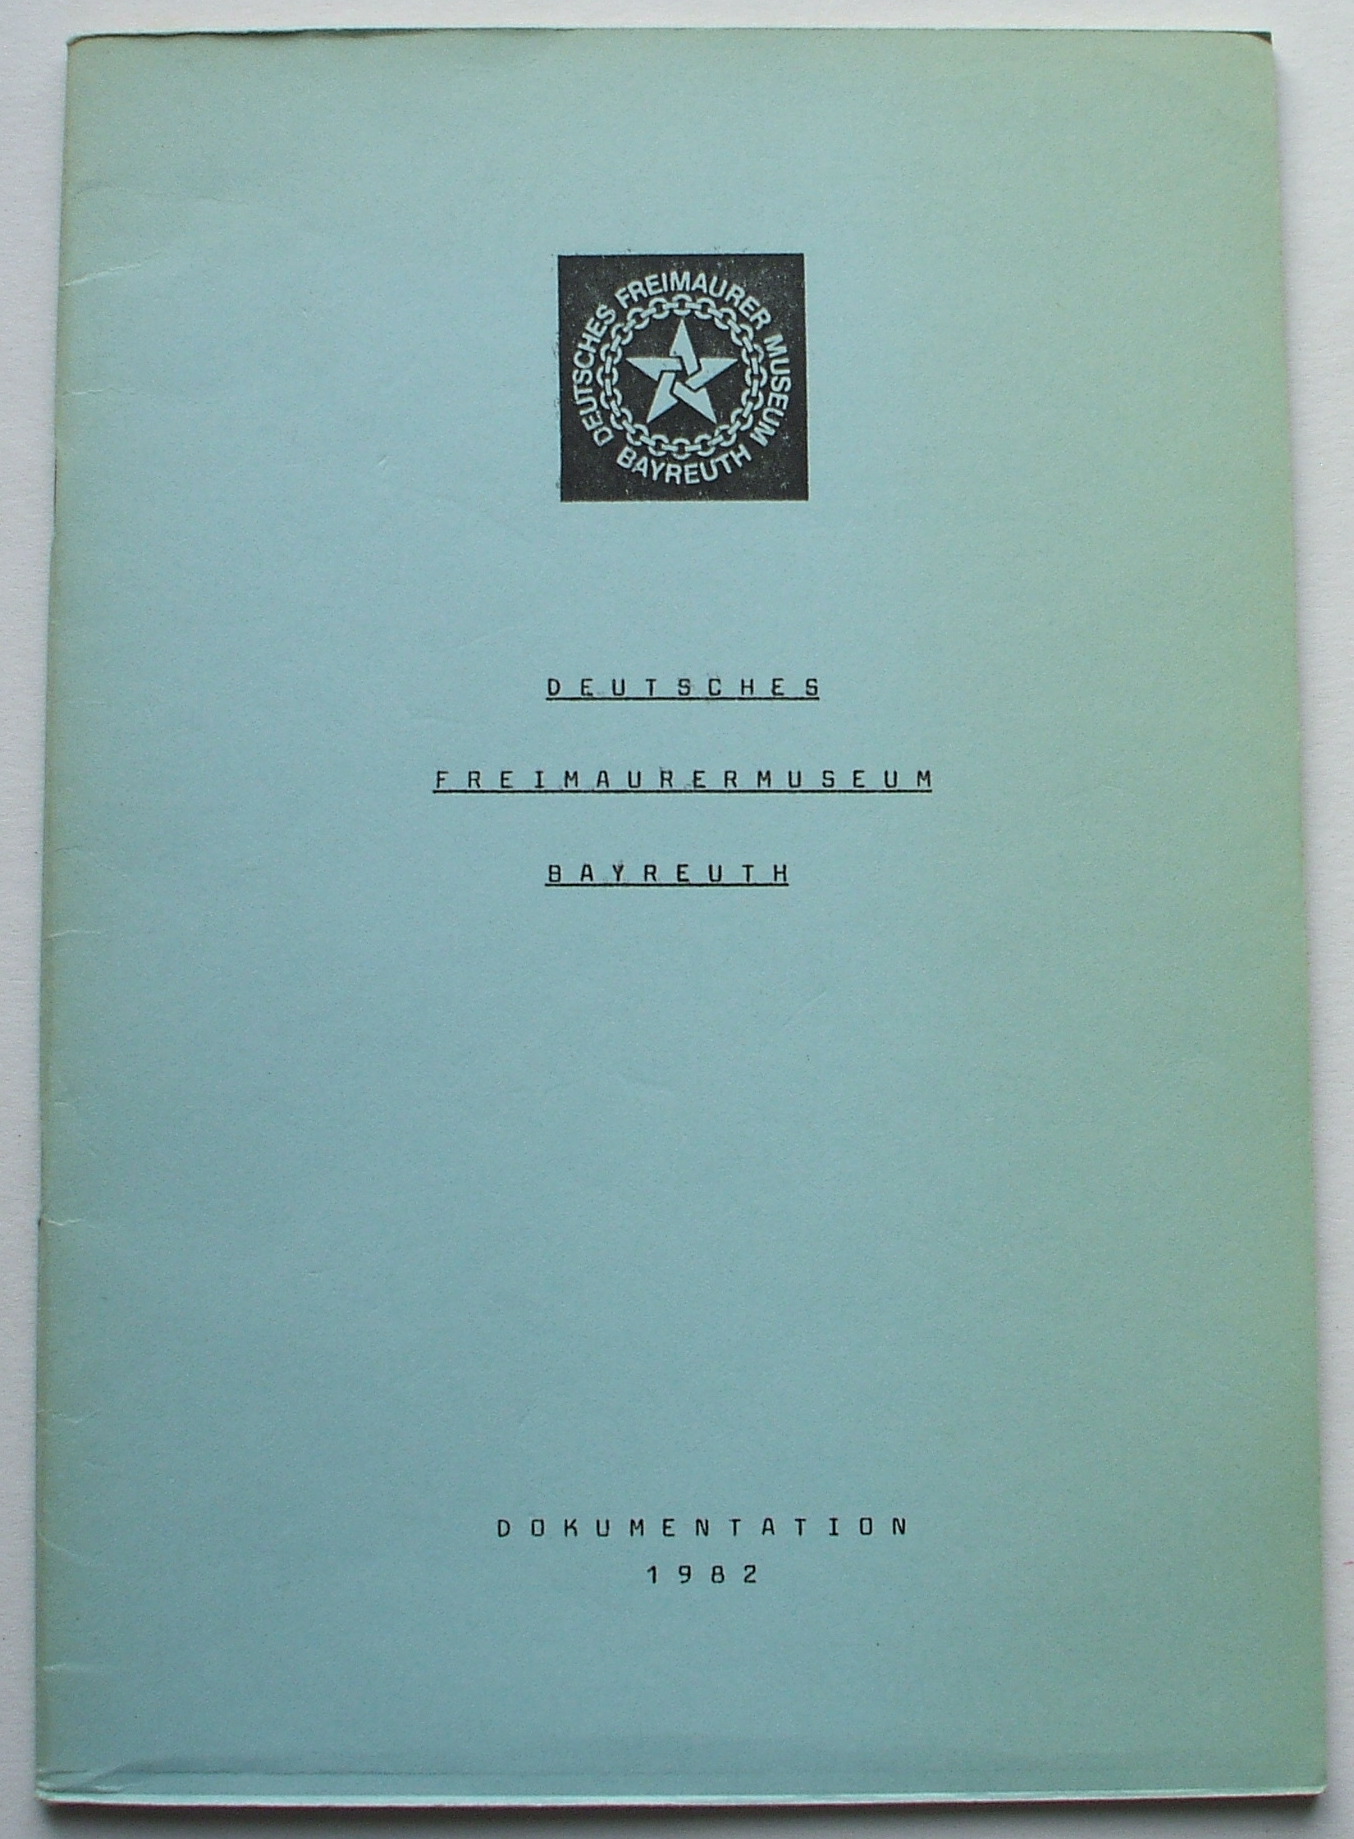 DEUTSCHES FREIMAURER MUSEUM
BAYREUTH
DEUTSCHES
FREIMAURERMUSEUM
BAYREUTH
DOKUMENTATION
1982